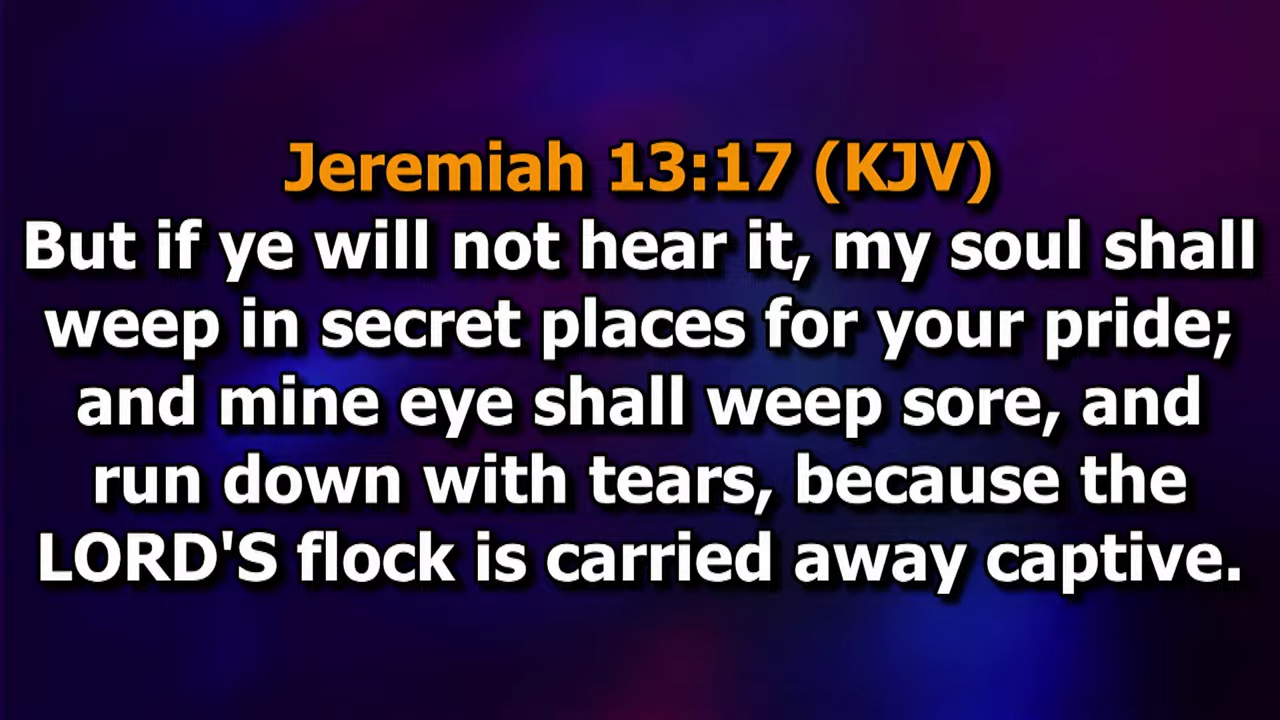 Jeremiah 13:17 (KJV)
But if ye will not hear it, my soul shall
weep in secret places for your pride;
and mine eye shall weep sore, and
run down with tears, because the
LORD'S flock is carried away captive.